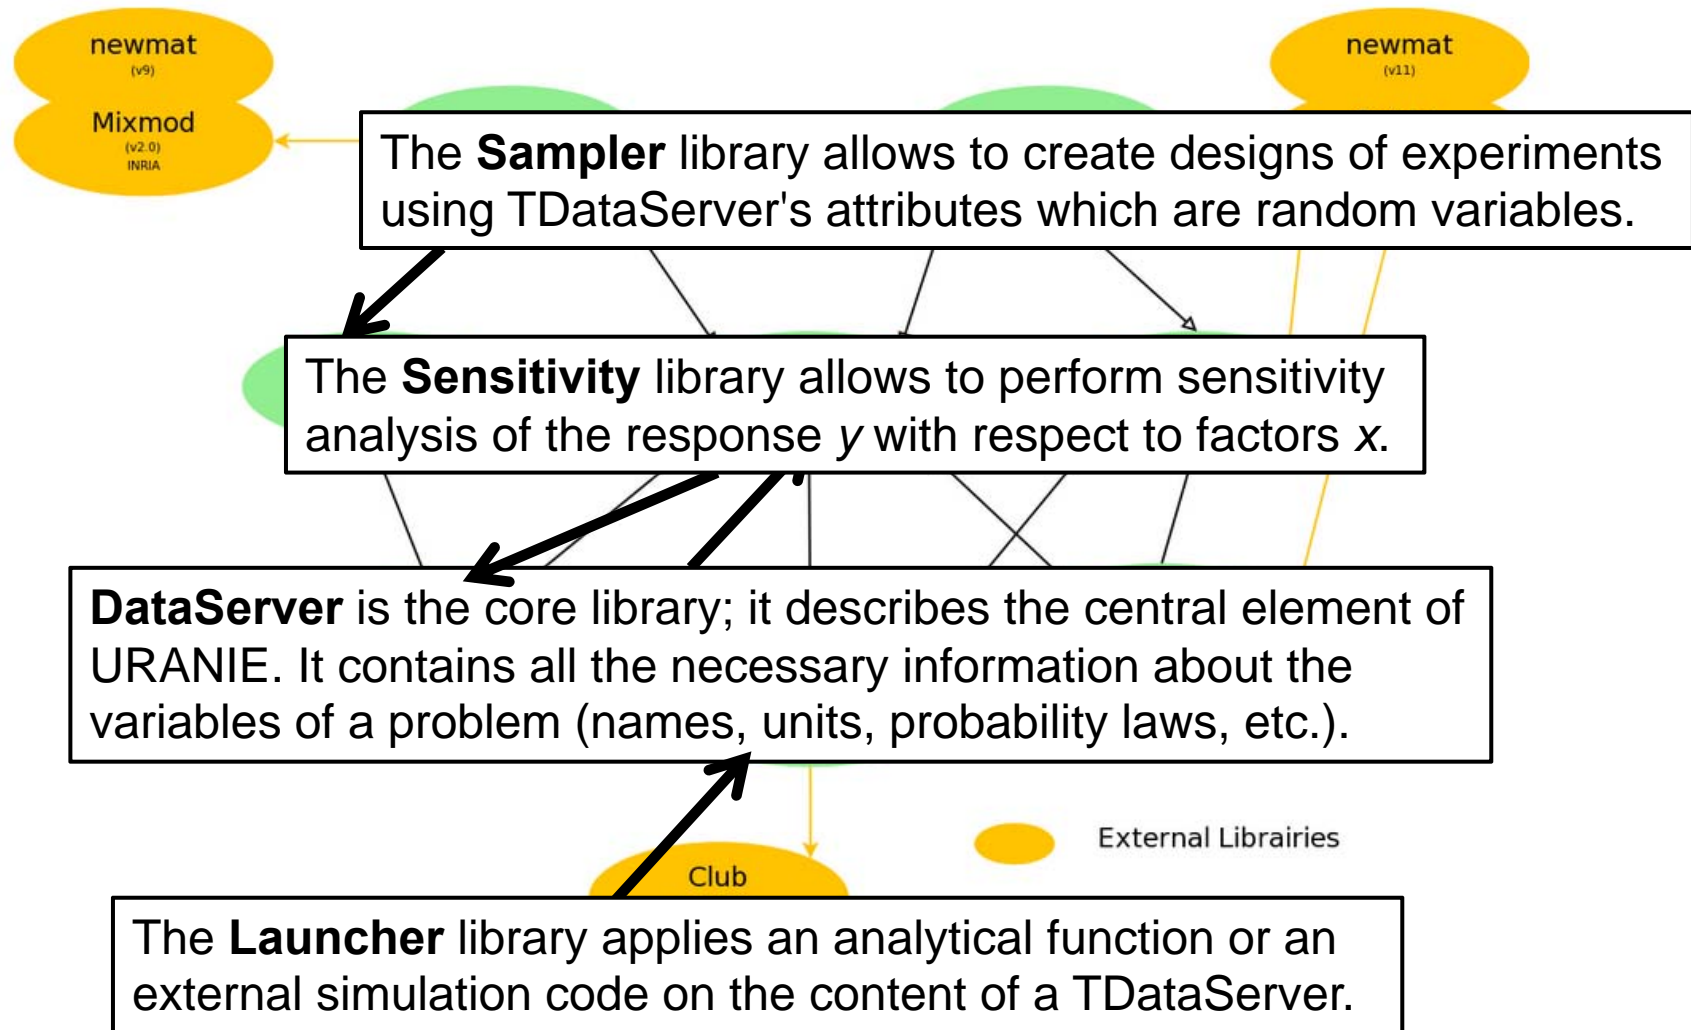 newmat
(v9)
Mixmod
(v2.0)
INRIA
newmat
(v11)
The Sampler library allows to create designs of experiments
using TDataServer's attributes which are random variables.
The Sensitivity library allows to perform sensitivity
analysis of the response y with respect to factors x.
DataServer is the core library; it describes the central element of
URANIE. It contains all the necessary information about the
variables of a problem (names, units, probability laws, etc.).
External Librairies
Club
The Launcher library applies an analytical function or an
external simulation code on the content of a TDataServer.